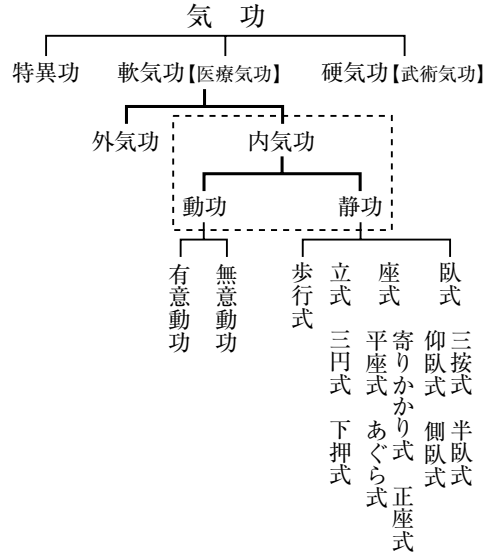 気 功
特異功
軟気功【医療気功】
硬気功【武術気功】
外気功
内気功
動功
静功
有意動功
無意動功
歩行式
立式
三円式 下押式
座式
寄りかかり式 正座式
平座式 あぐら式
臥式
三按式 半臥式
仰臥式 側臥式